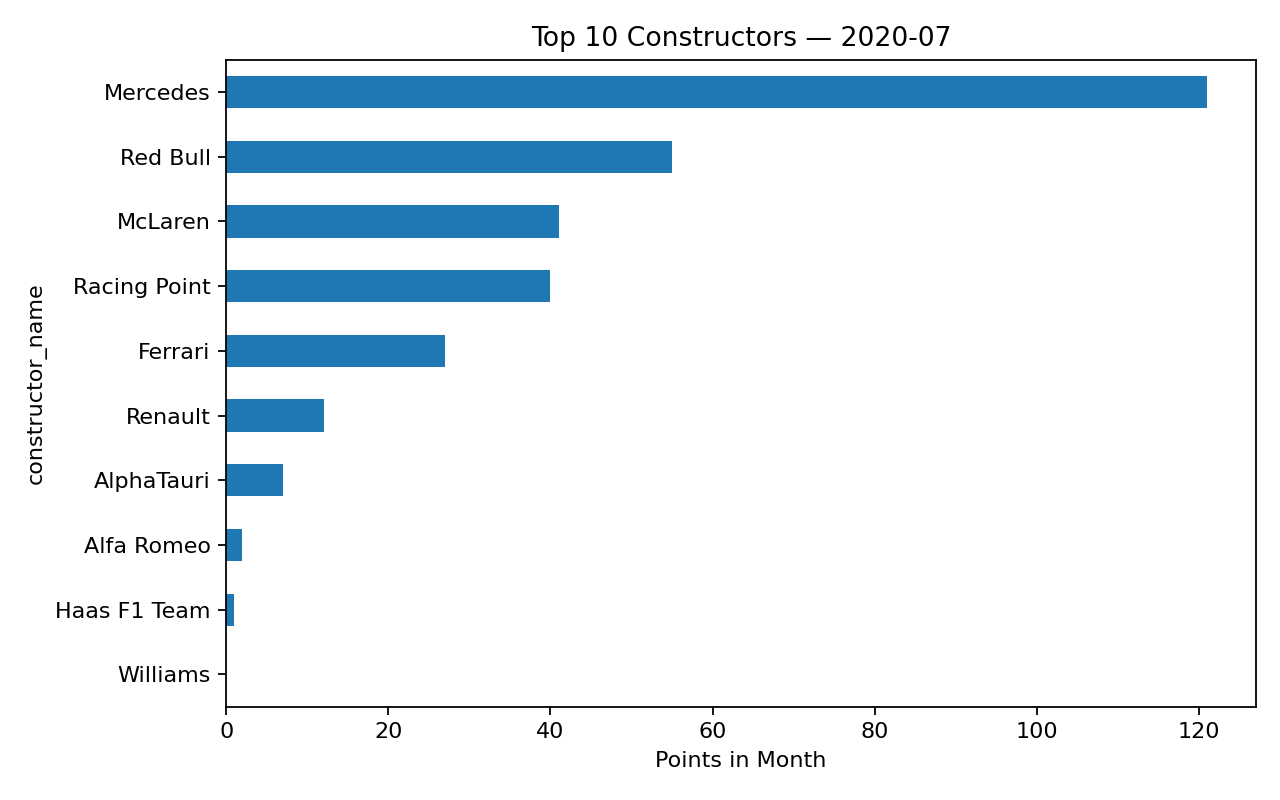 Top 10 Constructors — 2020-07
constructor_name
Mercedes
Red Bull
McLaren
Racing Point
Ferrari
Renault
AlphaTauri
Alfa Romeo
Haas F1 Team
Williams
0 20 40 60 80 100 120
Points in Month